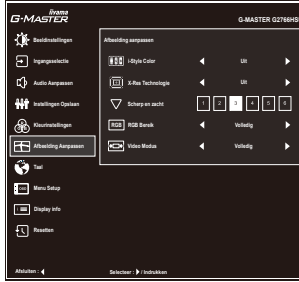 iiyama
G-MASTER
G-MASTER G2766HS
Beeldinstellingen
Ingangsselectie
Audio Aanpassen
Instellingen Opslaan
Kleurinstellingen
Afbeelding Aanpassen
Taal
Menu Setup
Display info
Resetten
Afbeelding aanpassen
i-Style Color Uit
X-Res Technologie Uit
Scherp en zacht 1 2 3 4 5 6
RGB RGB Bereik Volledig
Video Modus Volledig
Afsluiten :
Selecteer : / Indrukken